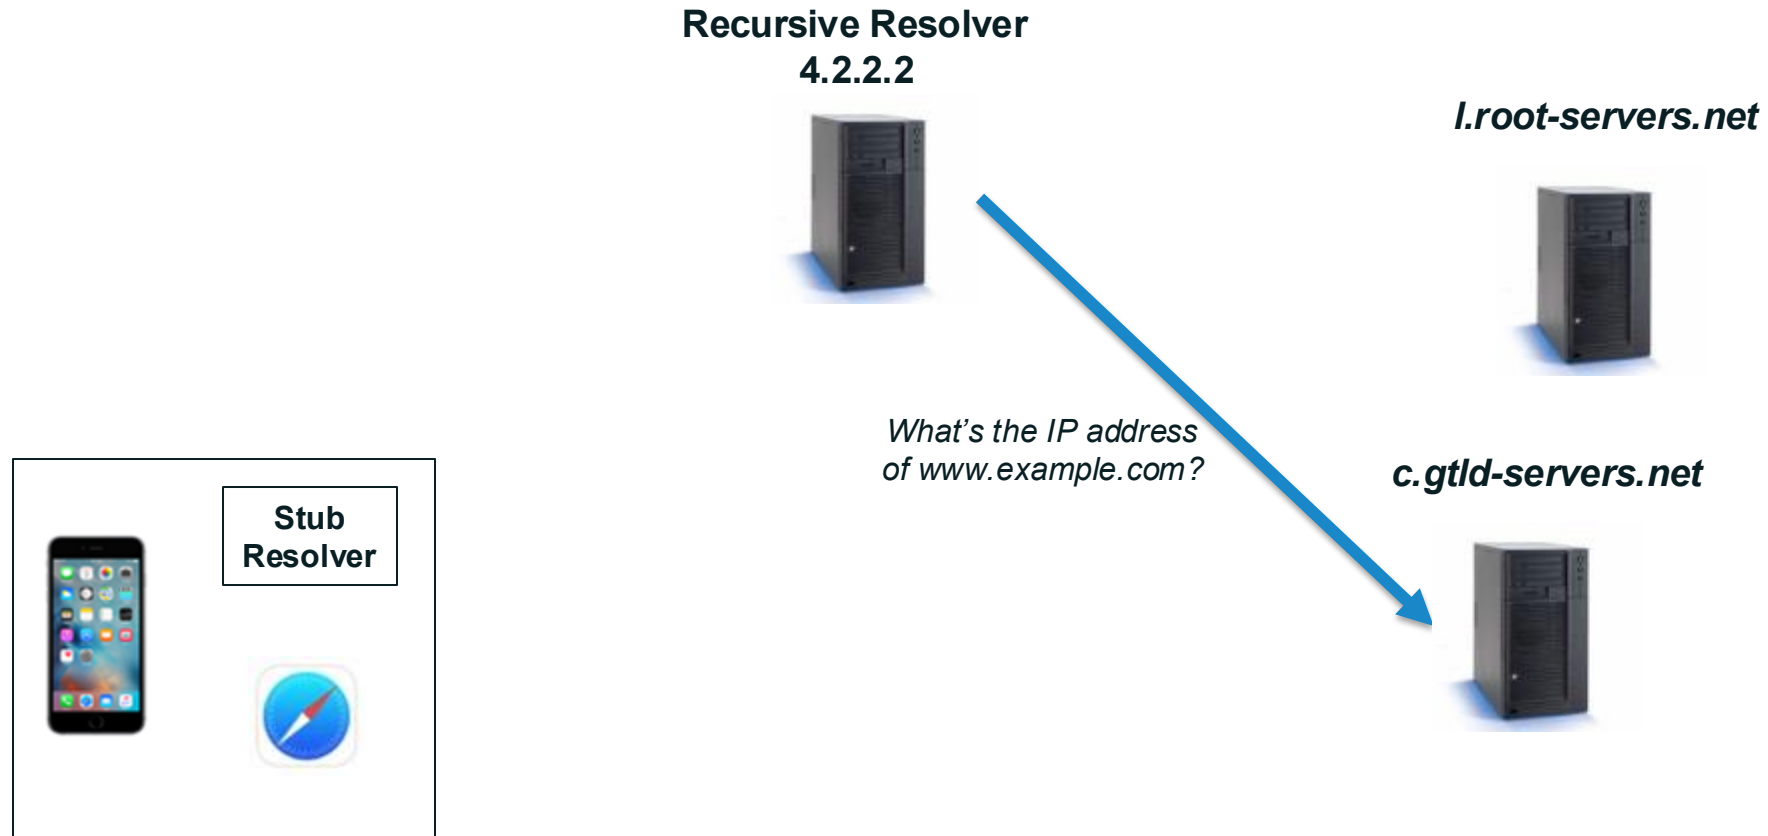 Recursive Resolver
4.2.2.2
l.root-servers.net
What's the IP address
of www.example.com?
c.gtld-servers.net
Stub
Resolver